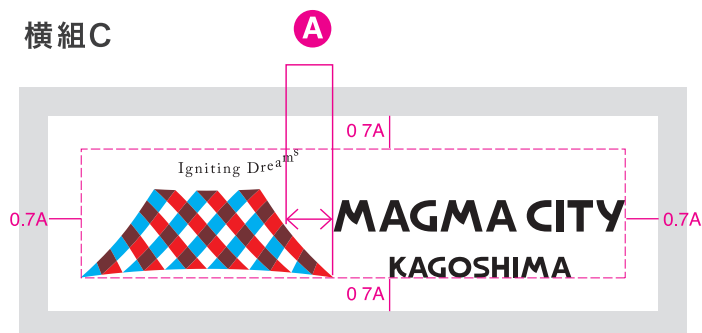 横組C
A
0 7A
Igniting Dreams
0.7A
MAGMA CITY
0.7A
KAGOSHIMA
0 7A